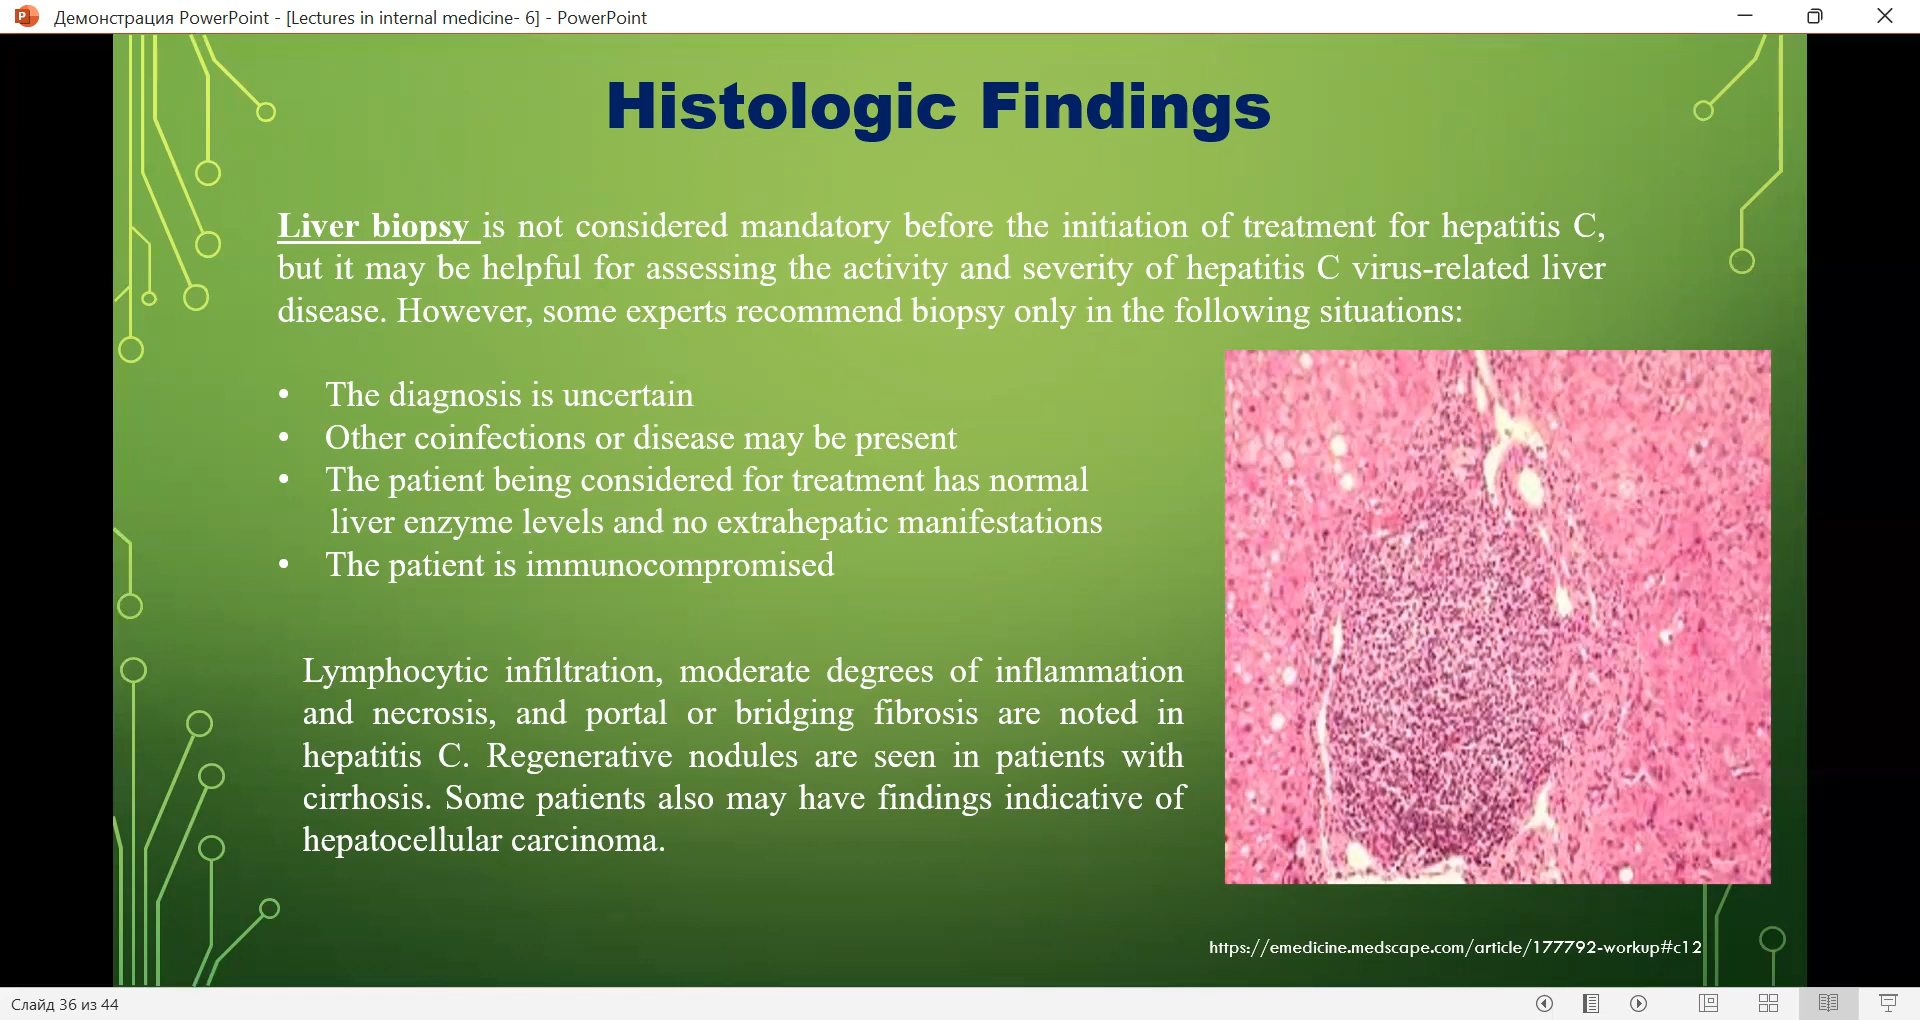 Демонстрация PowerPoint - [Lectures in internal medicine- 6] - PowerPoint
Histologic Findings
Liver biopsy is not considered mandatory before the initiation of treatment for hepatitis C,
but it may be helpful for assessing the activity and severity of hepatitis C virus-related liver
disease. However, some experts recommend biopsy only in the following situations:
• The diagnosis is uncertain
• Other coinfections or disease may be present
• The patient being considered for treatment has normal
liver enzyme levels and no extrahepatic manifestations
• The patient is immunocompromised
Lymphocytic infiltration, moderate degrees of inflammation
and necrosis, and portal or bridging fibrosis are noted in
hepatitis C. Regenerative nodules are seen in patients with
cirrhosis. Some patients also may have findings indicative of
hepatocellular carcinoma.
https://emedicine.medscape.com/article/177792-workup#c12
Слайд 36 из 44